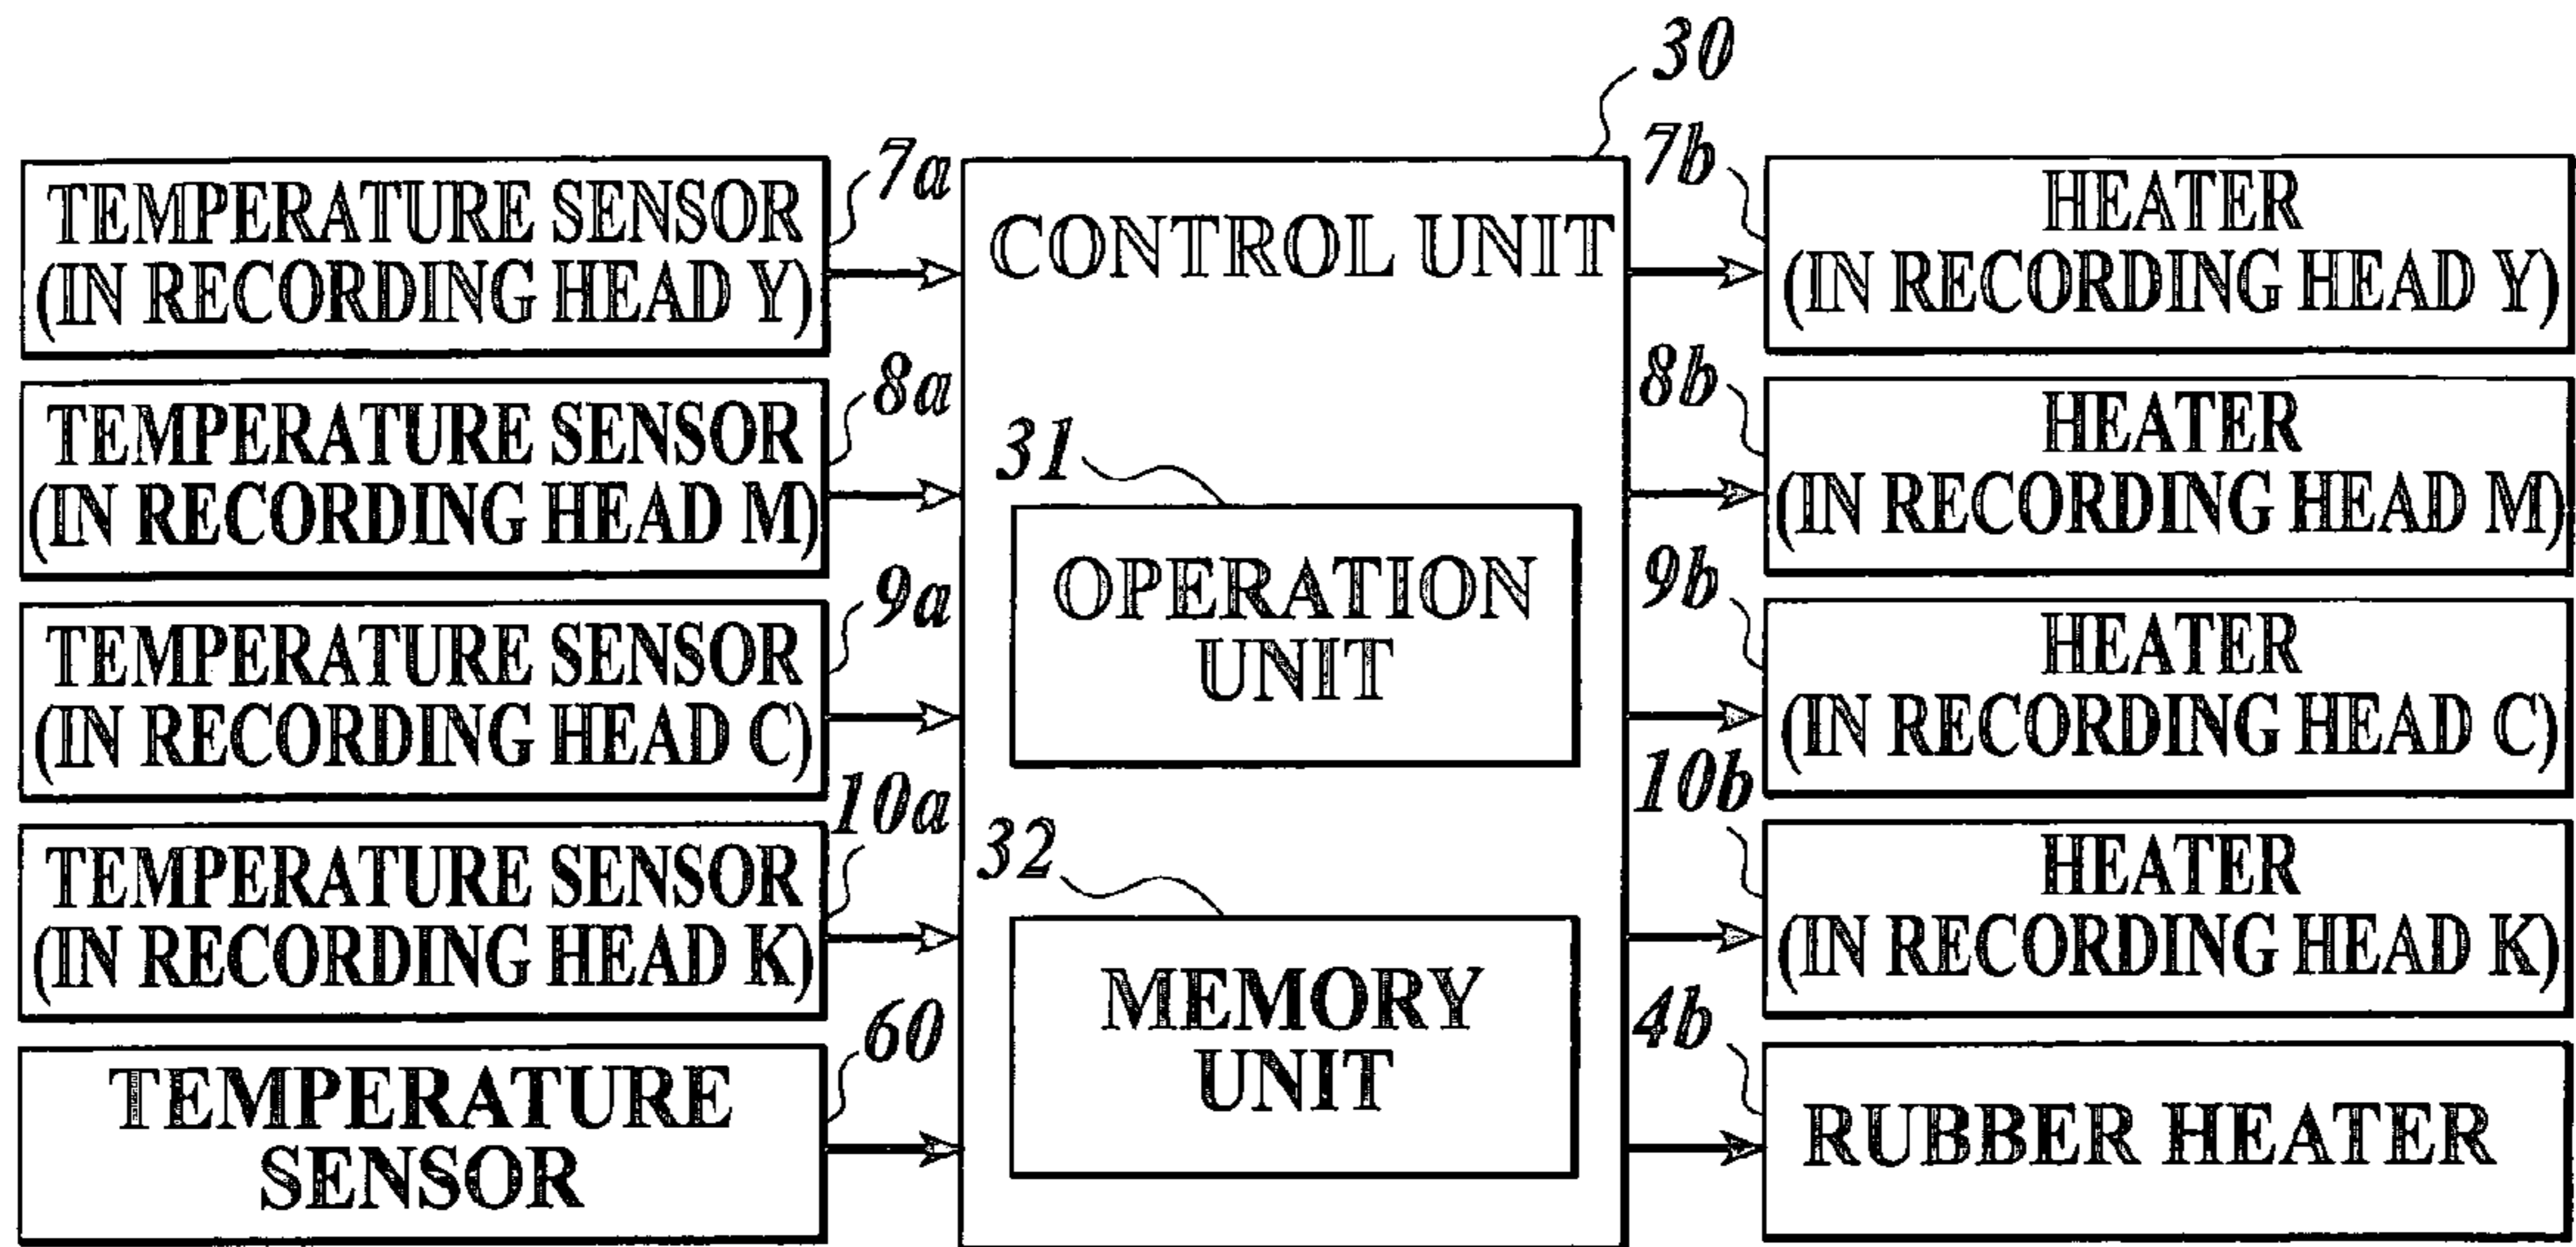 30
7a
TEMPERATURE SENSOR
(IN RECORDING HEAD Y)
8a
TEMPERATURE SENSOR
(IN RECORDING HEAD M)
9a
TEMPERATURE SENSOR
(IN RECORDING HEAD C)
10a
TEMPERATURE SENSOR
(IN RECORDING HEAD K)
60
TEMPERATURE
SENSOR
CONTROL UNIT
31
OPERATION
UNIT
32
MEMORY
UNIT
7b
HEATER
(IN RECORDING HEAD Y)
8b
HEATER
(IN RECORDING HEAD M)
9b
HEATER
(IN RECORDING HEAD C)
10b
HEATER
(IN RECORDING HEAD K)
4b
RUBBER HEATER